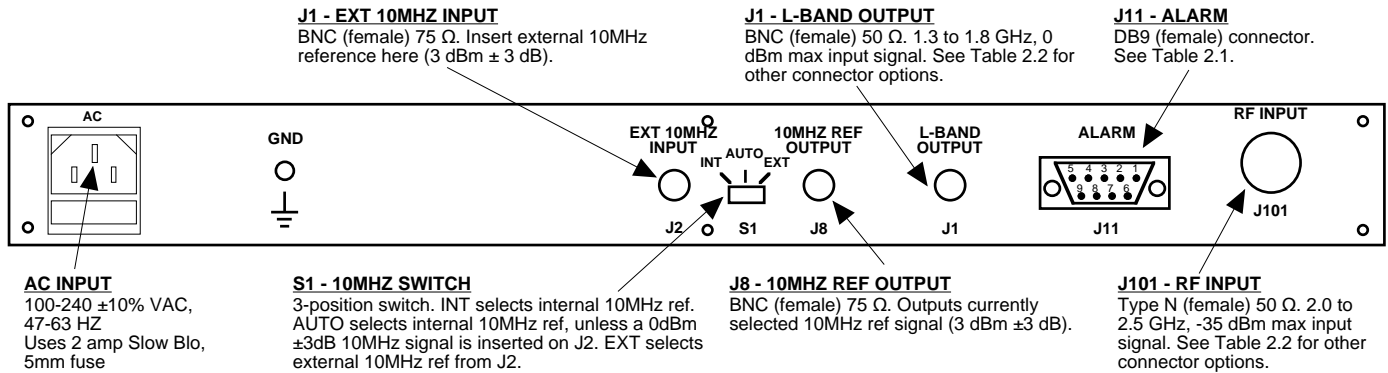 J1 - EXT 10MHZ INPUT
BNC (female) 75 Ω. Insert external 10MHz
reference here (3 dBm ± 3 dB).
J1 - L-BAND OUTPUT
BNC (female) 50 Ω. 1.3 to 1.8 GHz, 0
dBm max input signal. See Table 2.2 for
other connector options.
J11 - ALARM
DB9 (female) connector.
See Table 2.1.
AC
GND
EXT 10MHZ
INPUT
J2
INT
AUTO
EXT
S1
10MHZ REF
OUTPUT
J8
L-BAND
OUTPUT
J1
ALARM
5 4 3 2 1
9 8 7 6
J11
RF INPUT
J101
AC INPUT
100-240 ±10% VAC,
47-63 HZ
Uses 2 amp Slow Blo,
5mm fuse
S1 - 10MHZ SWITCH
3-position switch. INT selects internal 10MHz ref.
AUTO selects internal 10MHz ref, unless a 0dBm
±3dB 10MHz signal is inserted on J2. EXT selects
external 10MHz ref from J2.
J8 - 10MHZ REF OUTPUT
BNC (female) 75 Ω. Outputs currently
selected 10MHz ref signal (3 dBm ±3 dB).
J101 - RF INPUT
Type N (female) 50 Ω. 2.0 to
2.5 GHz, -35 dBm max input
signal. See Table 2.2 for other
connector options.